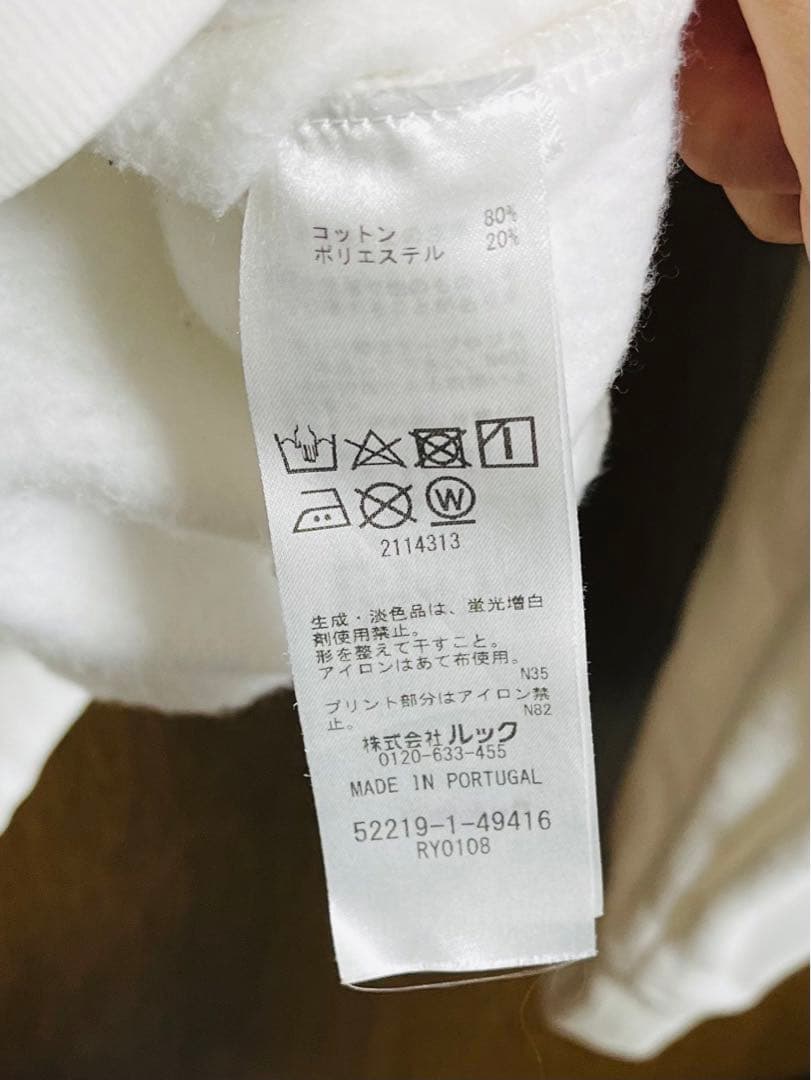 コットン 80%
ポリエステル 20%
W
2114313
生成・淡色品は、蛍光増白
剤使用禁止。
形を整えて干すこと。
アイロンはあて布使用。
N35
プリント部分はアイロン禁
止。
N82
株式会社 ルック
0120-633-455
MADE IN PORTUGAL
52219-1-49416
RY0108